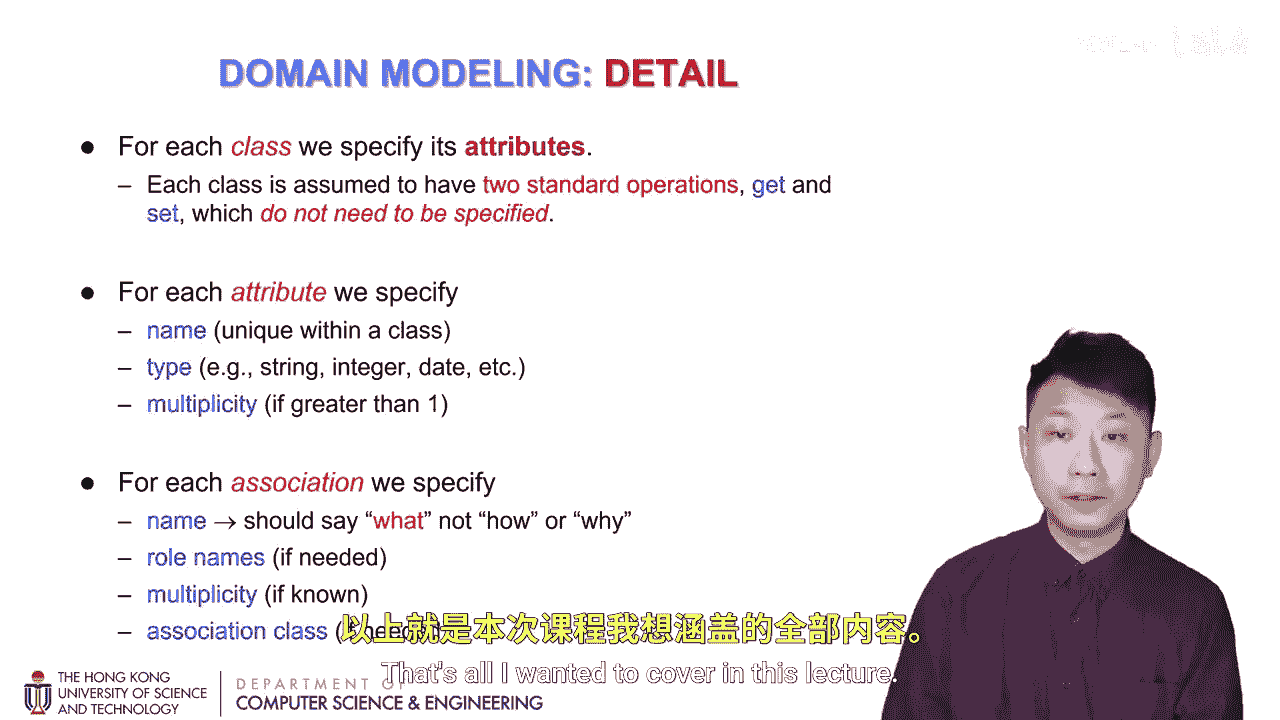 DOMAIN MODELING: DETAIL
● For each class we specify its attributes.
– Each class is assumed to have two standard operations, get and
set, which do not need to be specified.
● For each attribute we specify
– name (unique within a class)
– type (e.g., string, integer, date, etc.)
– multiplicity (if greater than 1)
● For each association we specify
– name → should say “what” not “how” or “why”
– role names (if needed)
– multiplicity (if known)
– association class
以上就是本次课程我想涵盖的全部内容。
That's all I wanted to cover in this lecture.
THE HONG KONG
UNIVERSITY OF SCIENCE
AND TECHNOLOGY
DEPARTMENT OF
COMPUTER SCIENCE & ENGINEERING